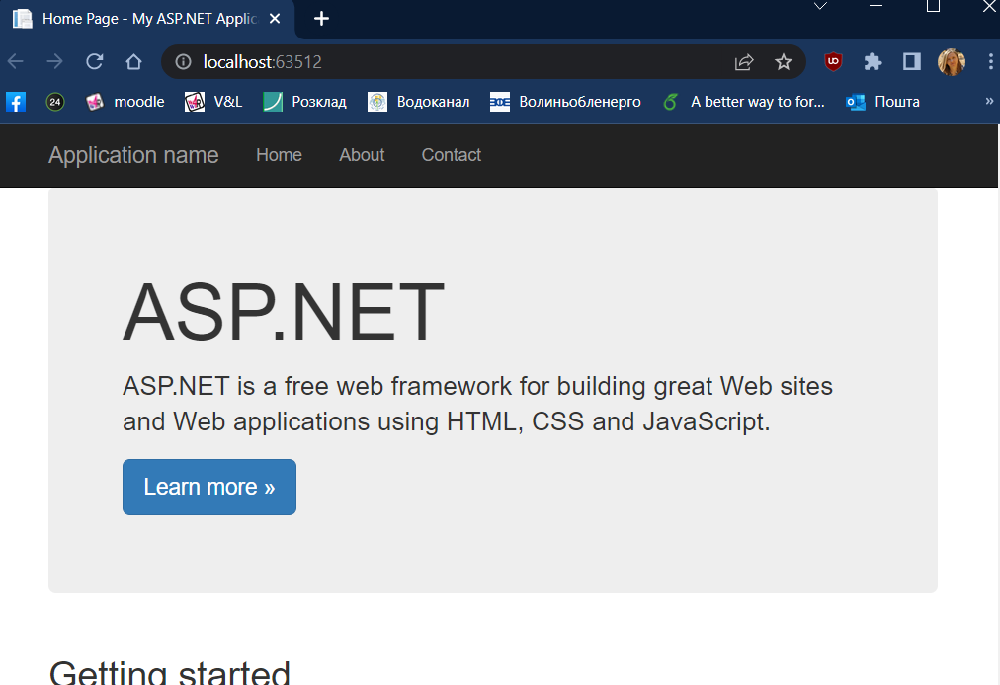 Home Page - My ASP.NET Applic
localhost:63512
24 moodle V&L Розклад Водоканал Волиньобленерго A better way to for... Пошта »
Application name Home About Contact
ASP.NET
ASP.NET is a free web framework for building great Web sites
and Web applications using HTML, CSS and JavaScript.
Learn more »
Getting started